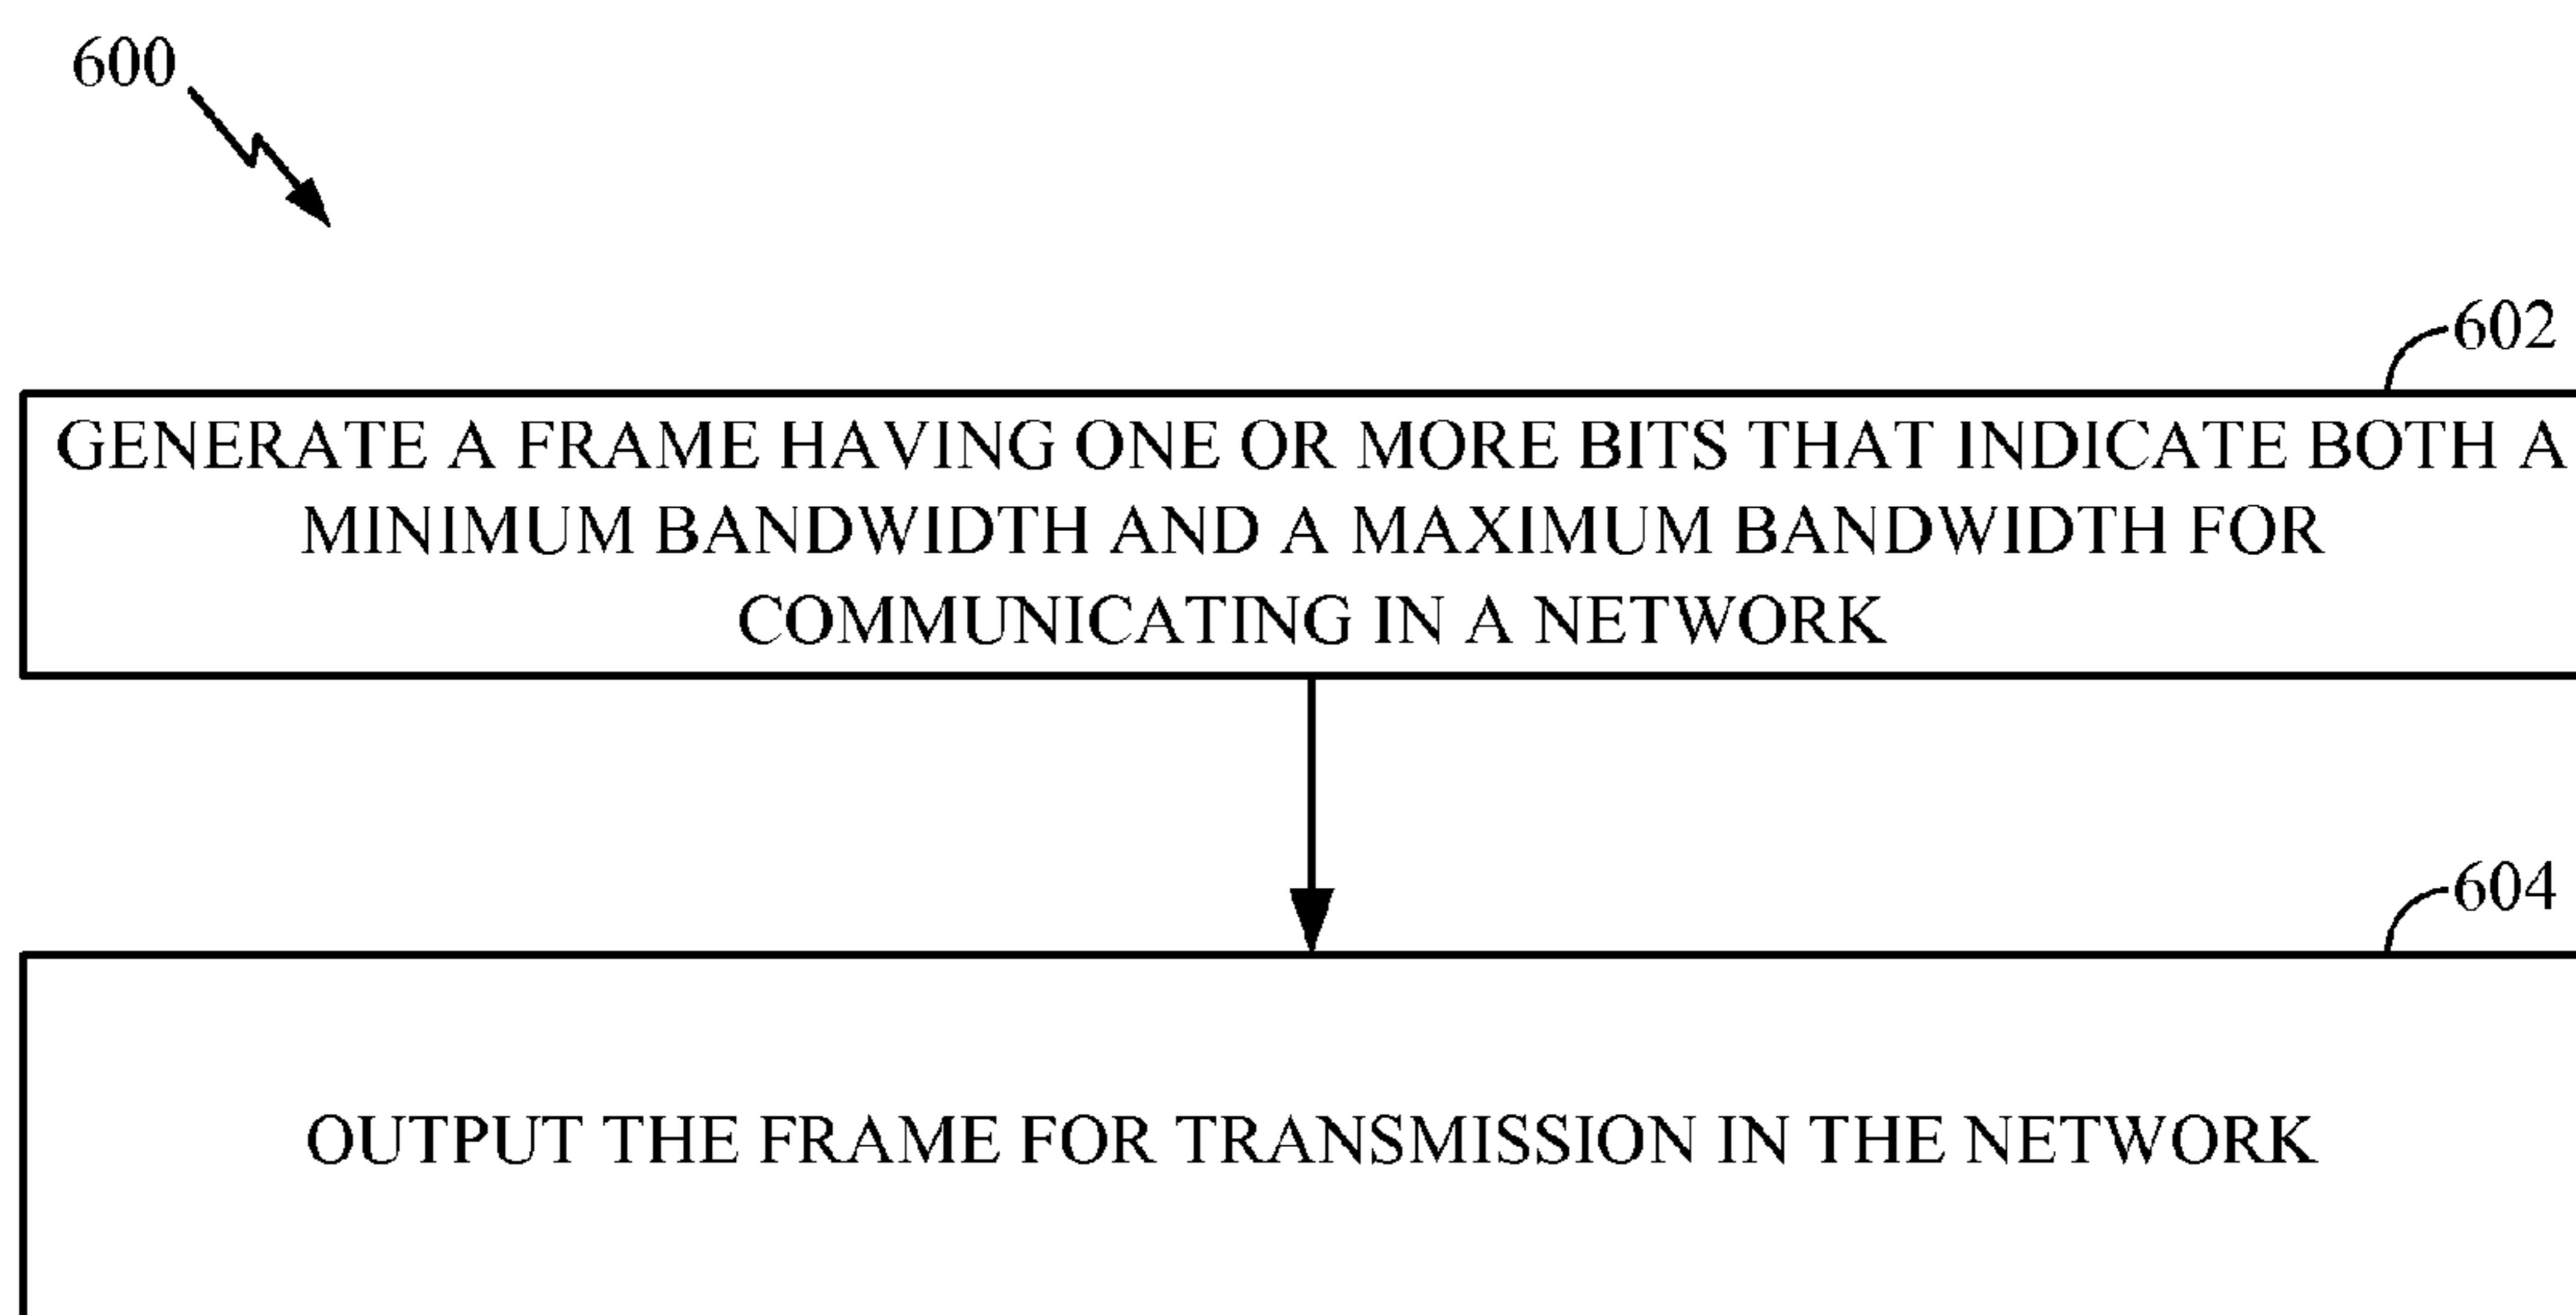 600
602
GENERATE A FRAME HAVING ONE OR MORE BITS THAT INDICATE BOTH A
MINIMUM BANDWIDTH AND A MAXIMUM BANDWIDTH FOR
COMMUNICATING IN A NETWORK
604
OUTPUT THE FRAME FOR TRANSMISSION IN THE NETWORK